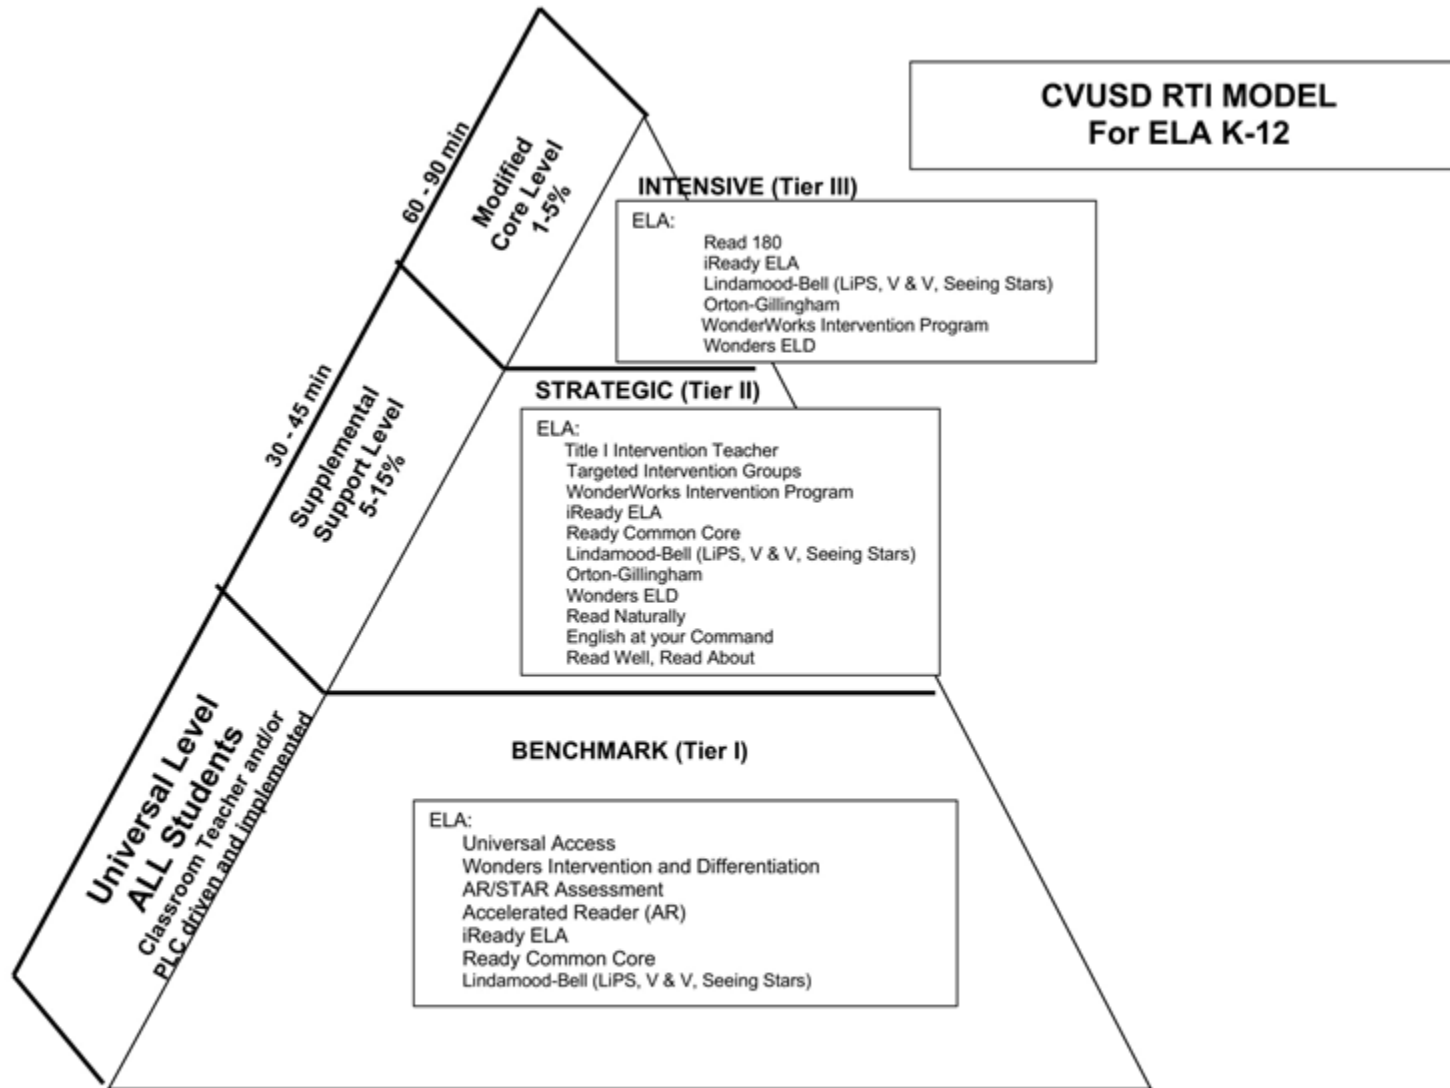 CVUSD RTI MODEL
For ELA K-12
60 - 90 min
Modified
Core Level
1-5%
INTENSIVE (Tier III)
ELA:
Read 180
iReady ELA
Lindamood-Bell (LiPS, V & V, Seeing Stars)
Orton-Gillingham
WonderWorks Intervention Program
Wonders ELD
30 - 45 min
Supplemental
Support Level
5-15%
STRATEGIC (Tier II)
ELA:
Title I Intervention Teacher
Targeted Intervention Groups
WonderWorks Intervention Program
iReady ELA
Ready Common Core
Lindamood-Bell (LiPS, V & V, Seeing Stars)
Orton-Gillingham
Wonders ELD
Read Naturally
English at your Command
Read Well, Read About
Universal Level
ALL Students
Classroom Teacher and/or
PLC driven and implemented
BENCHMARK (Tier I)
ELA:
Universal Access
Wonders Intervention and Differentiation
AR/STAR Assessment
Accelerated Reader (AR)
iReady ELA
Ready Common Core
Lindamood-Bell (LiPS, V & V, Seeing Stars)